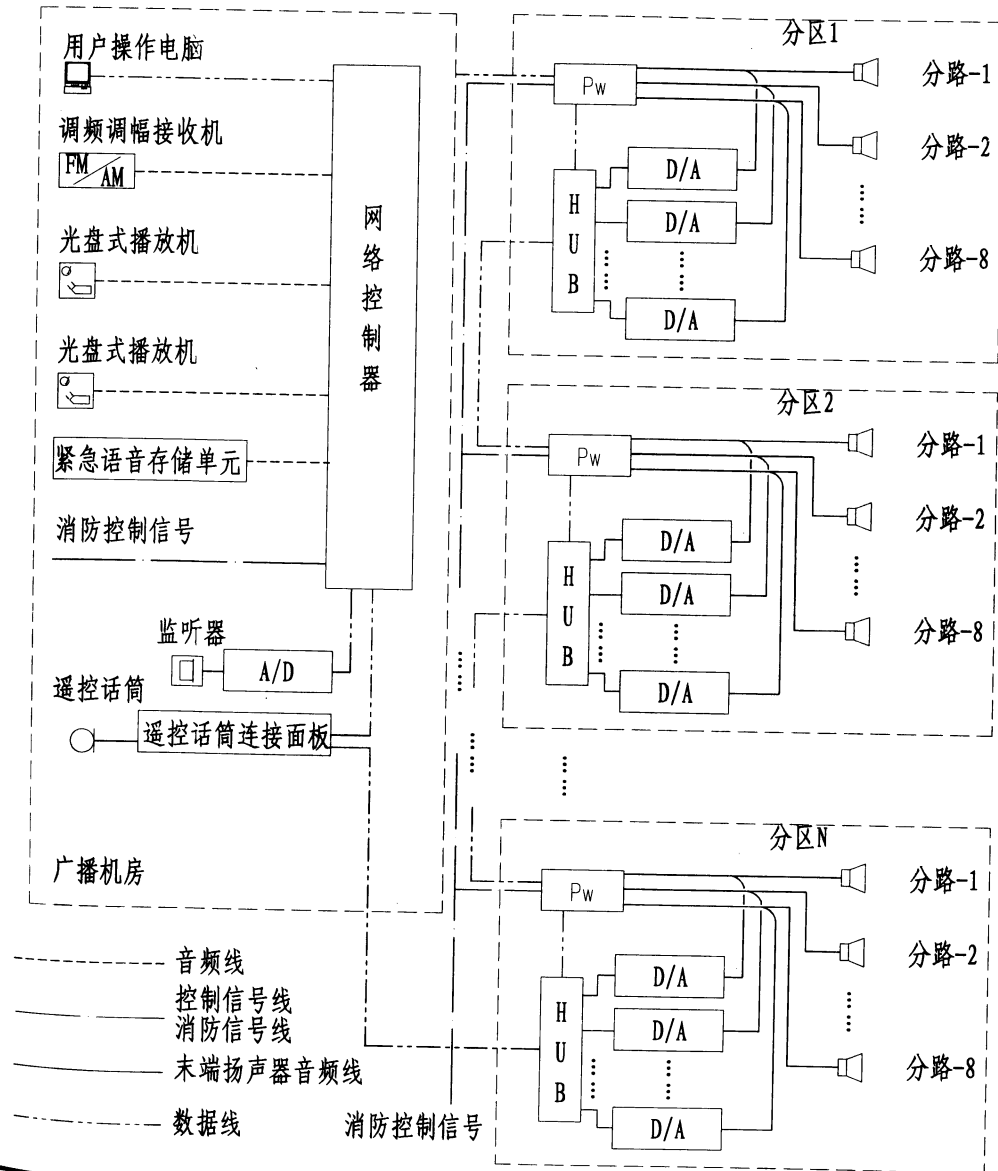 用户操作电脑
调频调幅接收机
FM/AM
光盘式播放机
光盘式播放机
紧急语音存储单元
消防控制信号
网络控制器
监听器
A/D
遥控话筒
遥控话筒连接面板
广播机房
分区1
Pw
HUB
D/A
D/A
D/A
分路-1
分路-2
分路-8
分区2
Pw
HUB
D/A
D/A
D/A
分路-1
分路-2
分路-8
分区N
Pw
HUB
D/A
D/A
D/A
分路-1
分路-2
分路-8
音频线
控制信号线
消防信号线
末端扬声器音频线
数据线
消防控制信号